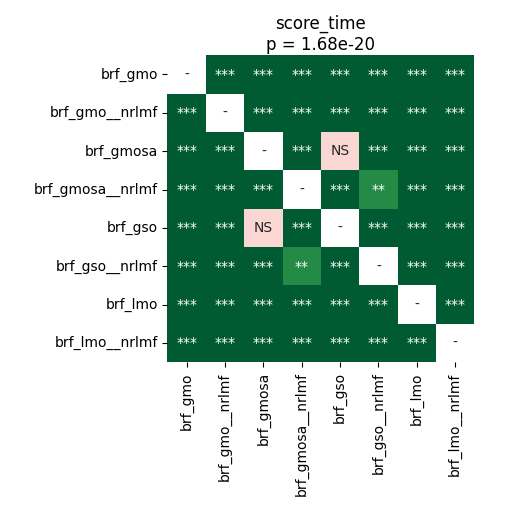 score_time
p = 1.68e-20
brf_gmo - *** *** *** *** *** *** ***
brf_gmo__nrlmf *** - *** *** *** *** *** ***
brf_gmosa *** *** - *** NS *** *** ***
brf_gmosa__nrlmf *** *** *** - *** ** *** ***
brf_gso *** *** NS *** - *** *** ***
brf_gso__nrlmf *** *** *** ** *** - *** ***
brf_lmo *** *** *** *** *** *** - ***
brf_lmo__nrlmf *** *** *** *** *** *** *** -
brf_gmo
brf_gmo__nrlmf
brf_gmosa
brf_gmosa__nrlmf
brf_gso
brf_gso__nrlmf
brf_lmo
brf_lmo__nrlmf